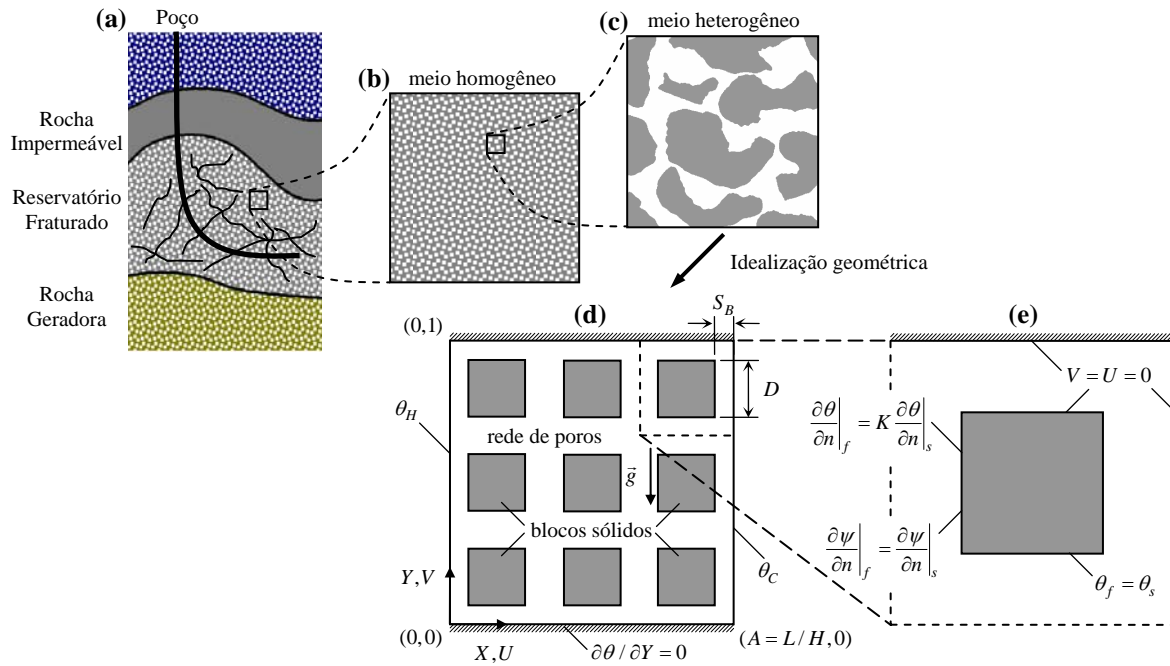 (a)
Poço
Rocha
Impermeável
Reservatório
Fraturado
Rocha
Geradora
(b)
meio homogêneo
(c)
meio heterogêneo
Idealização geométrica
(d)
(0,1)
S_B
D
θ_H
rede de poros
g⃗
blocos sólidos
θ_C
Y,V
(0,0)
X,U
∂θ / ∂Y = 0
(A = L / H, 0)
(e)
V = U = 0
∂θ/∂n|_f = K ∂θ/∂n|_s
∂ψ/∂n|_f = ∂ψ/∂n|_s
θ_f = θ_s